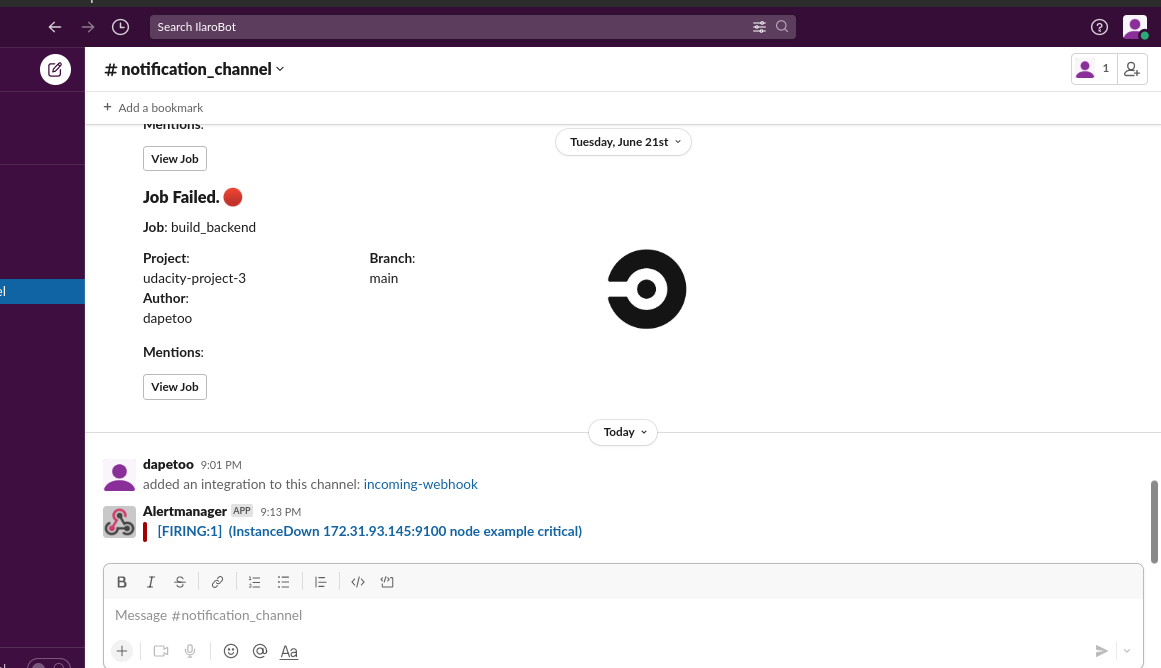 Search IlaroBot
# notification_channel
1
+ Add a bookmark
Mentions:
Tuesday, June 21st
View Job
Job Failed.
Job: build_backend
Project:
Branch:
udacity-project-3
main
Author:
dapetoo
Mentions:
View Job
Today
dapetoo 9:01 PM
added an integration to this channel: incoming-webhook
Alertmanager APP 9:13 PM
[FIRING:1] (InstanceDown 172.31.93.145:9100 node example critical)
Message #notification_channel
Aa